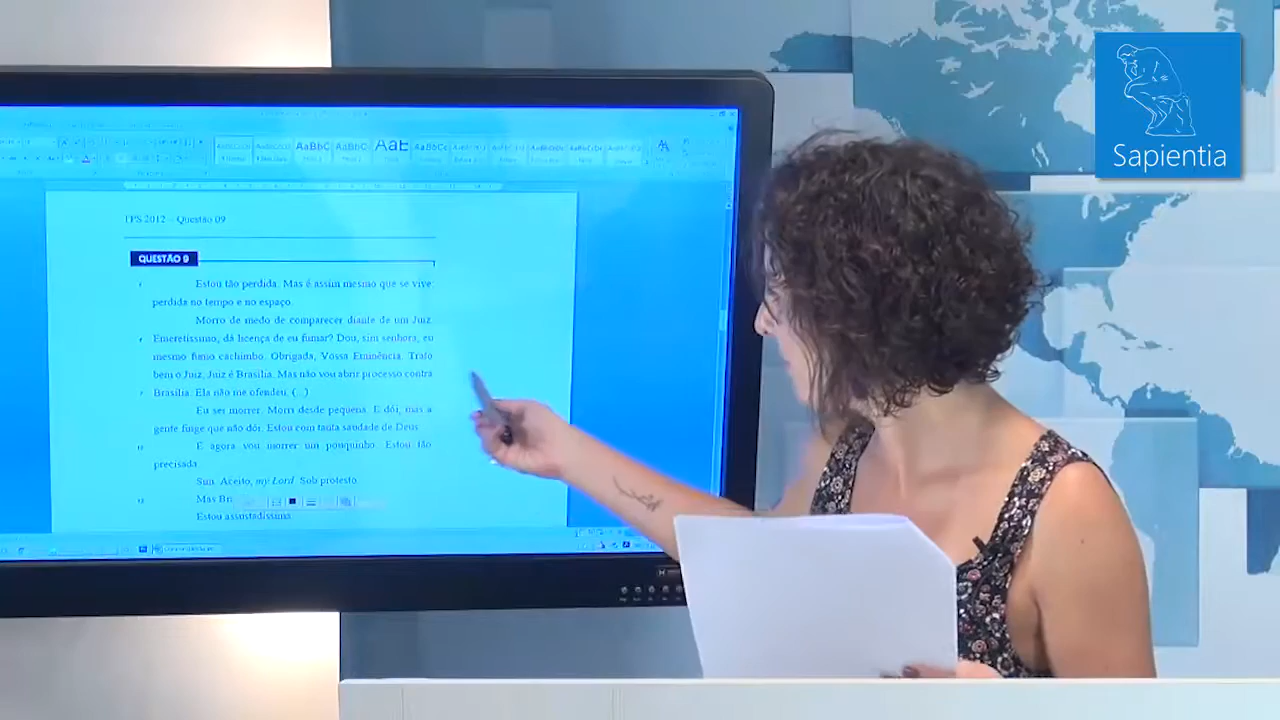 Sapientia
AaBbC
AaBbC
AaB
AaBbCc
TPS 2012 – Questão 09
QUESTÃO 9
Estou tão perdida. Mas é assim mesmo que se vive:
perdida no tempo e no espaço.
Morro de medo de comparecer diante de um Juiz.
Emeretíssimo, dá licença de eu fumar? Dou, sim senhora, eu
mesmo fumo cachimbo. Obrigada, Vossa Eminência. Trato
bem o Juiz, Juiz é Brasília. Mas não vou abrir processo contra
Brasília. Ela não me ofendeu. (...)
Eu sei morrer. Morri desde pequena. E dói, mas a
gente finge que não dói. Estou com tanta saudade de Deus.
E agora vou morrer um pouquinho. Estou tão
precisada.
Sim. Aceito, my Lord. Sob protesto.
Mas Br
Estou assustadíssima.